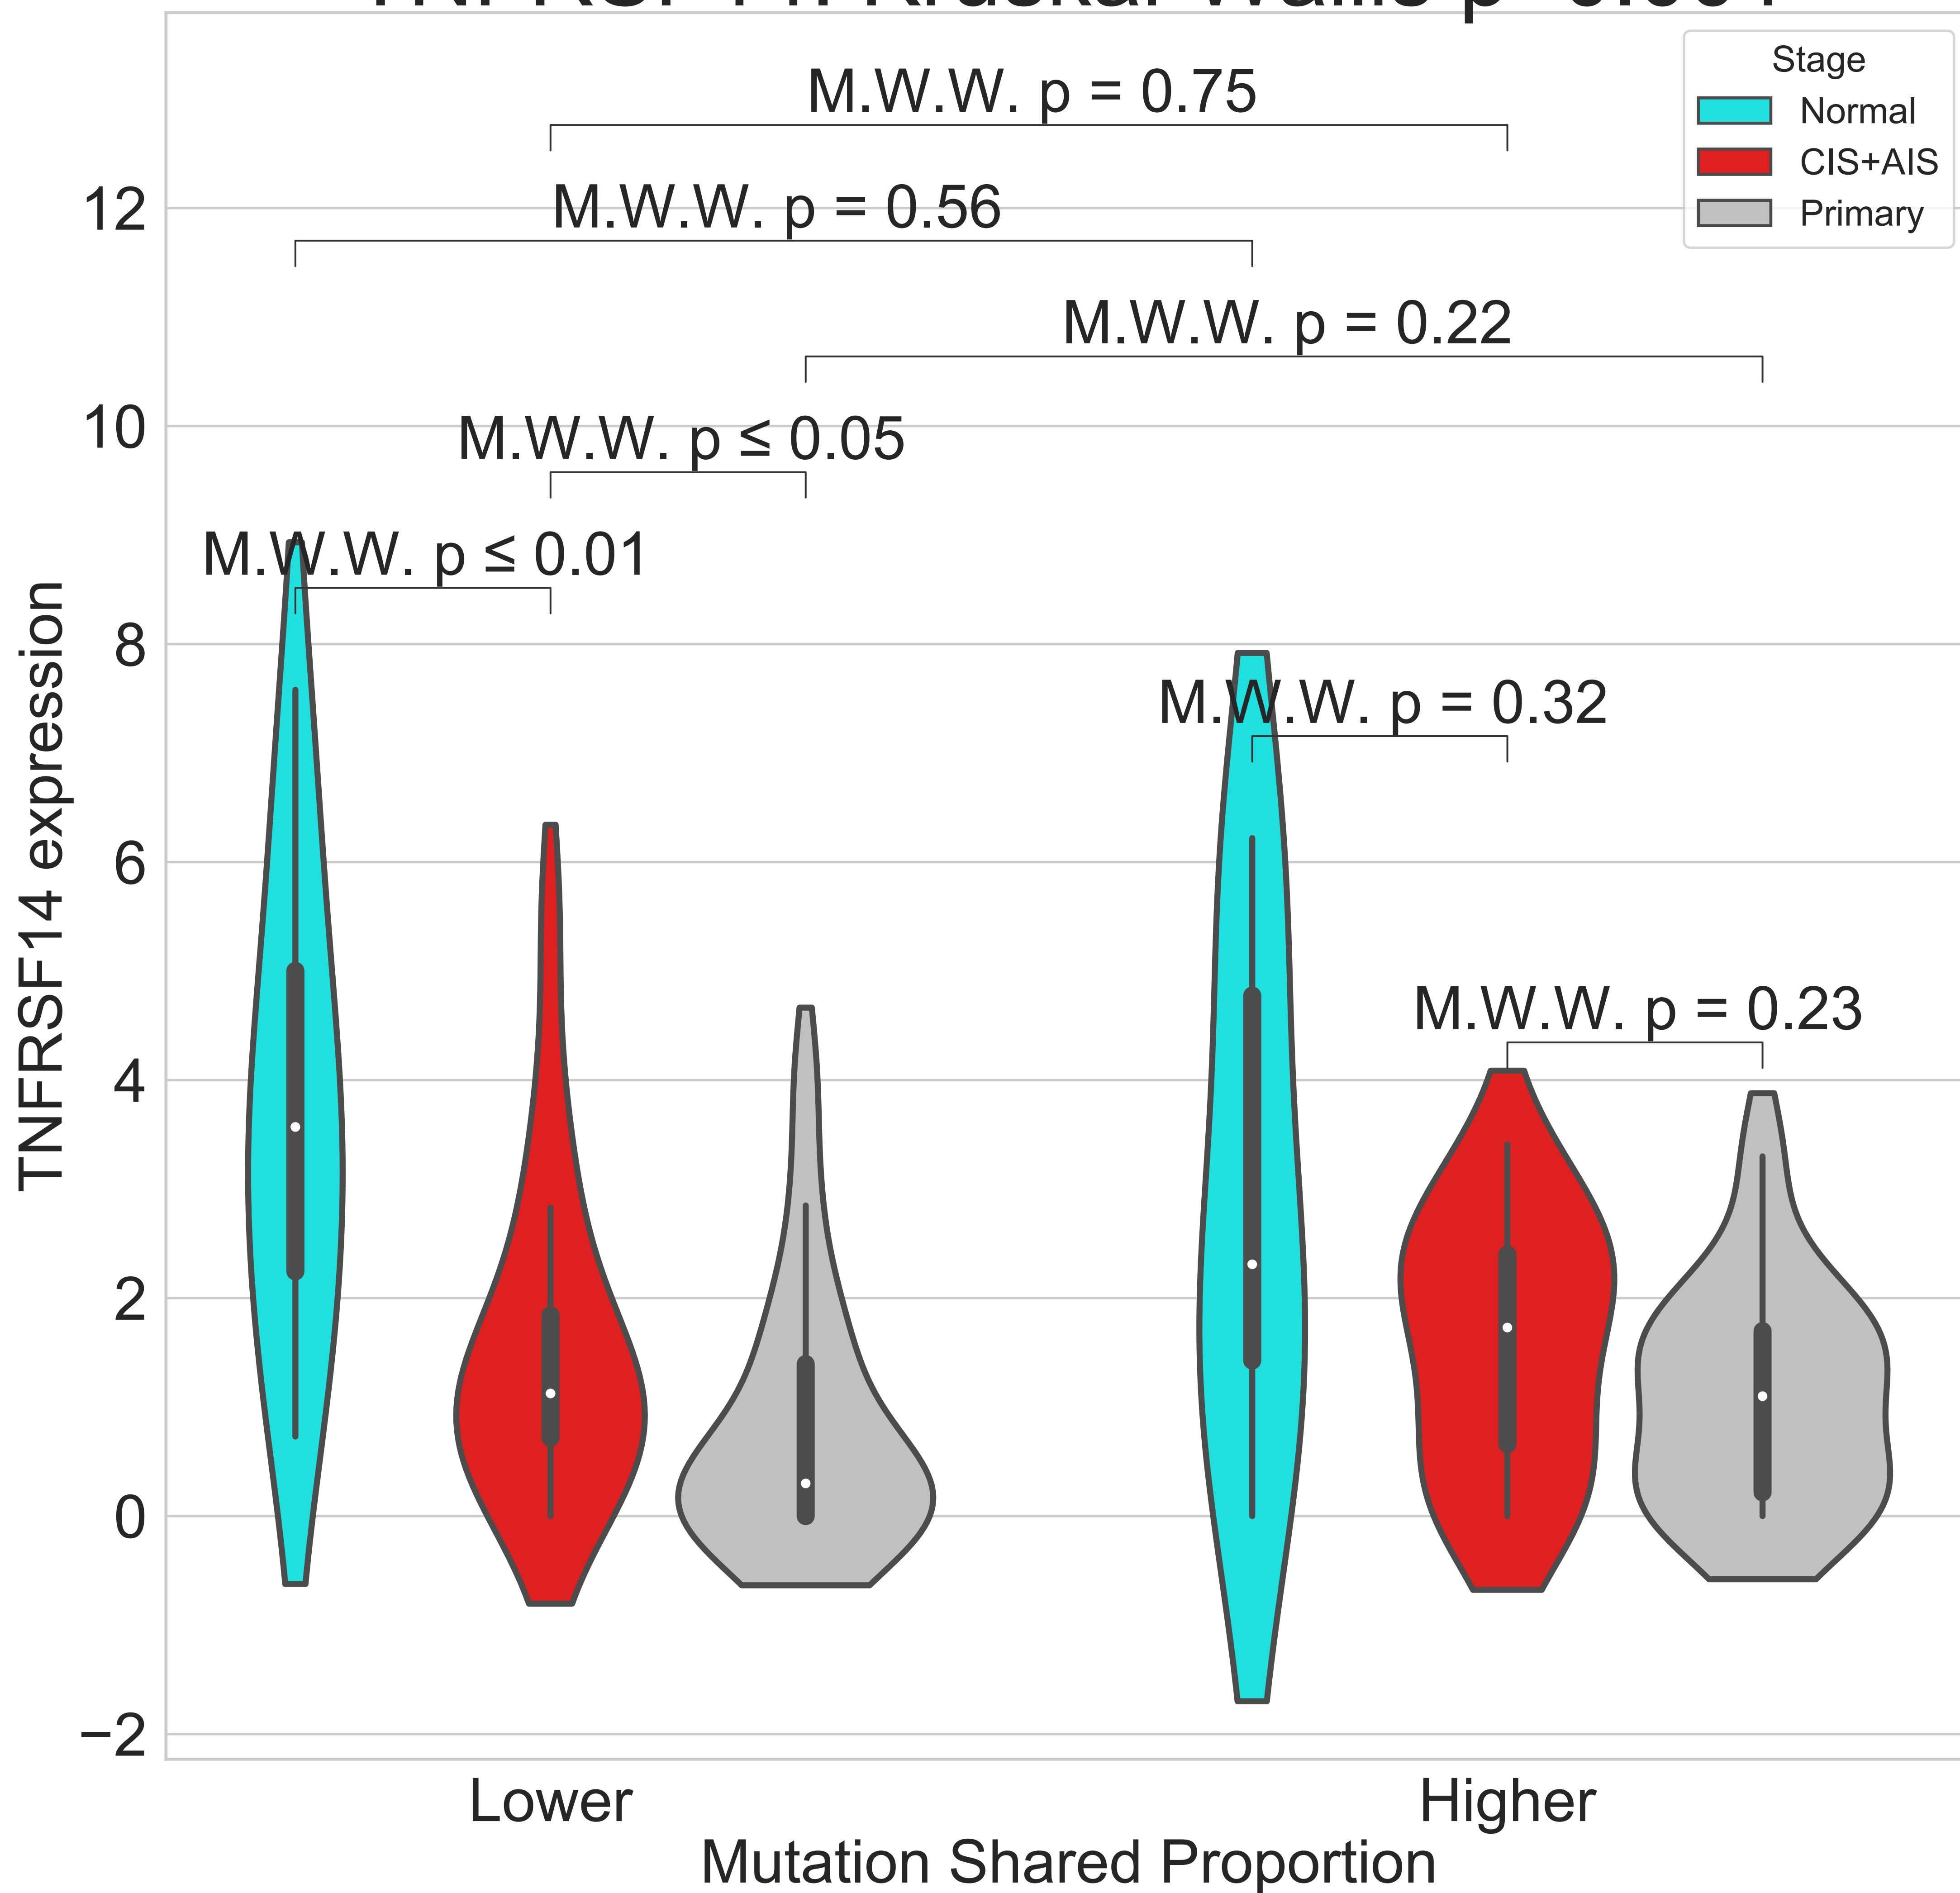 Stage
Normal
CIS+AIS
Primary
M.W.W. p = 0.75
M.W.W. p = 0.56
M.W.W. p = 0.22
M.W.W. p ≤ 0.05
M.W.W. p ≤ 0.01
M.W.W. p = 0.32
M.W.W. p = 0.23
12
10
8
6
4
2
0
−2
TNFRSF14 expression
Lower
Higher
Mutation Shared Proportion